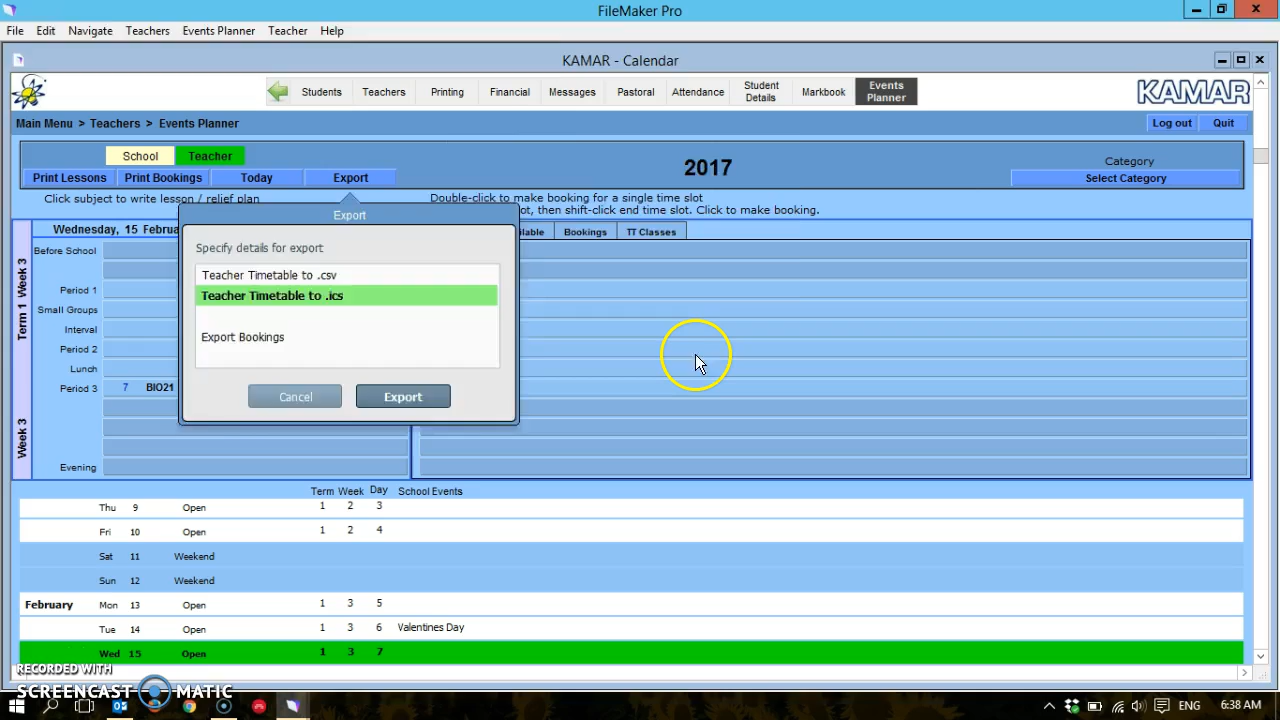 FileMaker Pro
File Edit Navigate Teachers Events Planner Teacher Help
KAMAR - Calendar
Students Teachers Printing Financial Messages Pastoral Attendance Student Details Markbook Events Planner
KAMAR
Main Menu > Teachers > Events Planner
Log out Quit
School Teacher
2017
Category
Print Lessons Print Bookings Today Export
Select Category
Click subject to write lesson / relief plan
Double-click to make booking for a single time slot
ot, then shift-click end time slot. Click to make booking.
Wednesday, 15 Februa
ilable Bookings TT Classes
Export
Specify details for export
Teacher Timetable to .csv
Teacher Timetable to .ics
Export Bookings
Cancel Export
Term 1 Week 3
Week 3
Before School
Period 1
Small Groups
Interval
Period 2
Lunch
Period 3 7 BIO21
Evening
Term Week Day School Events
Thu 9 Open 1 2 3
Fri 10 Open 1 2 4
Sat 11 Weekend
Sun 12 Weekend
February Mon 13 Open 1 3 5
Tue 14 Open 1 3 6 Valentines Day
Wed 15 Open 1 3 7
RECORDED WITH
SCREENCAST MATIC
ENG 6:38 AM